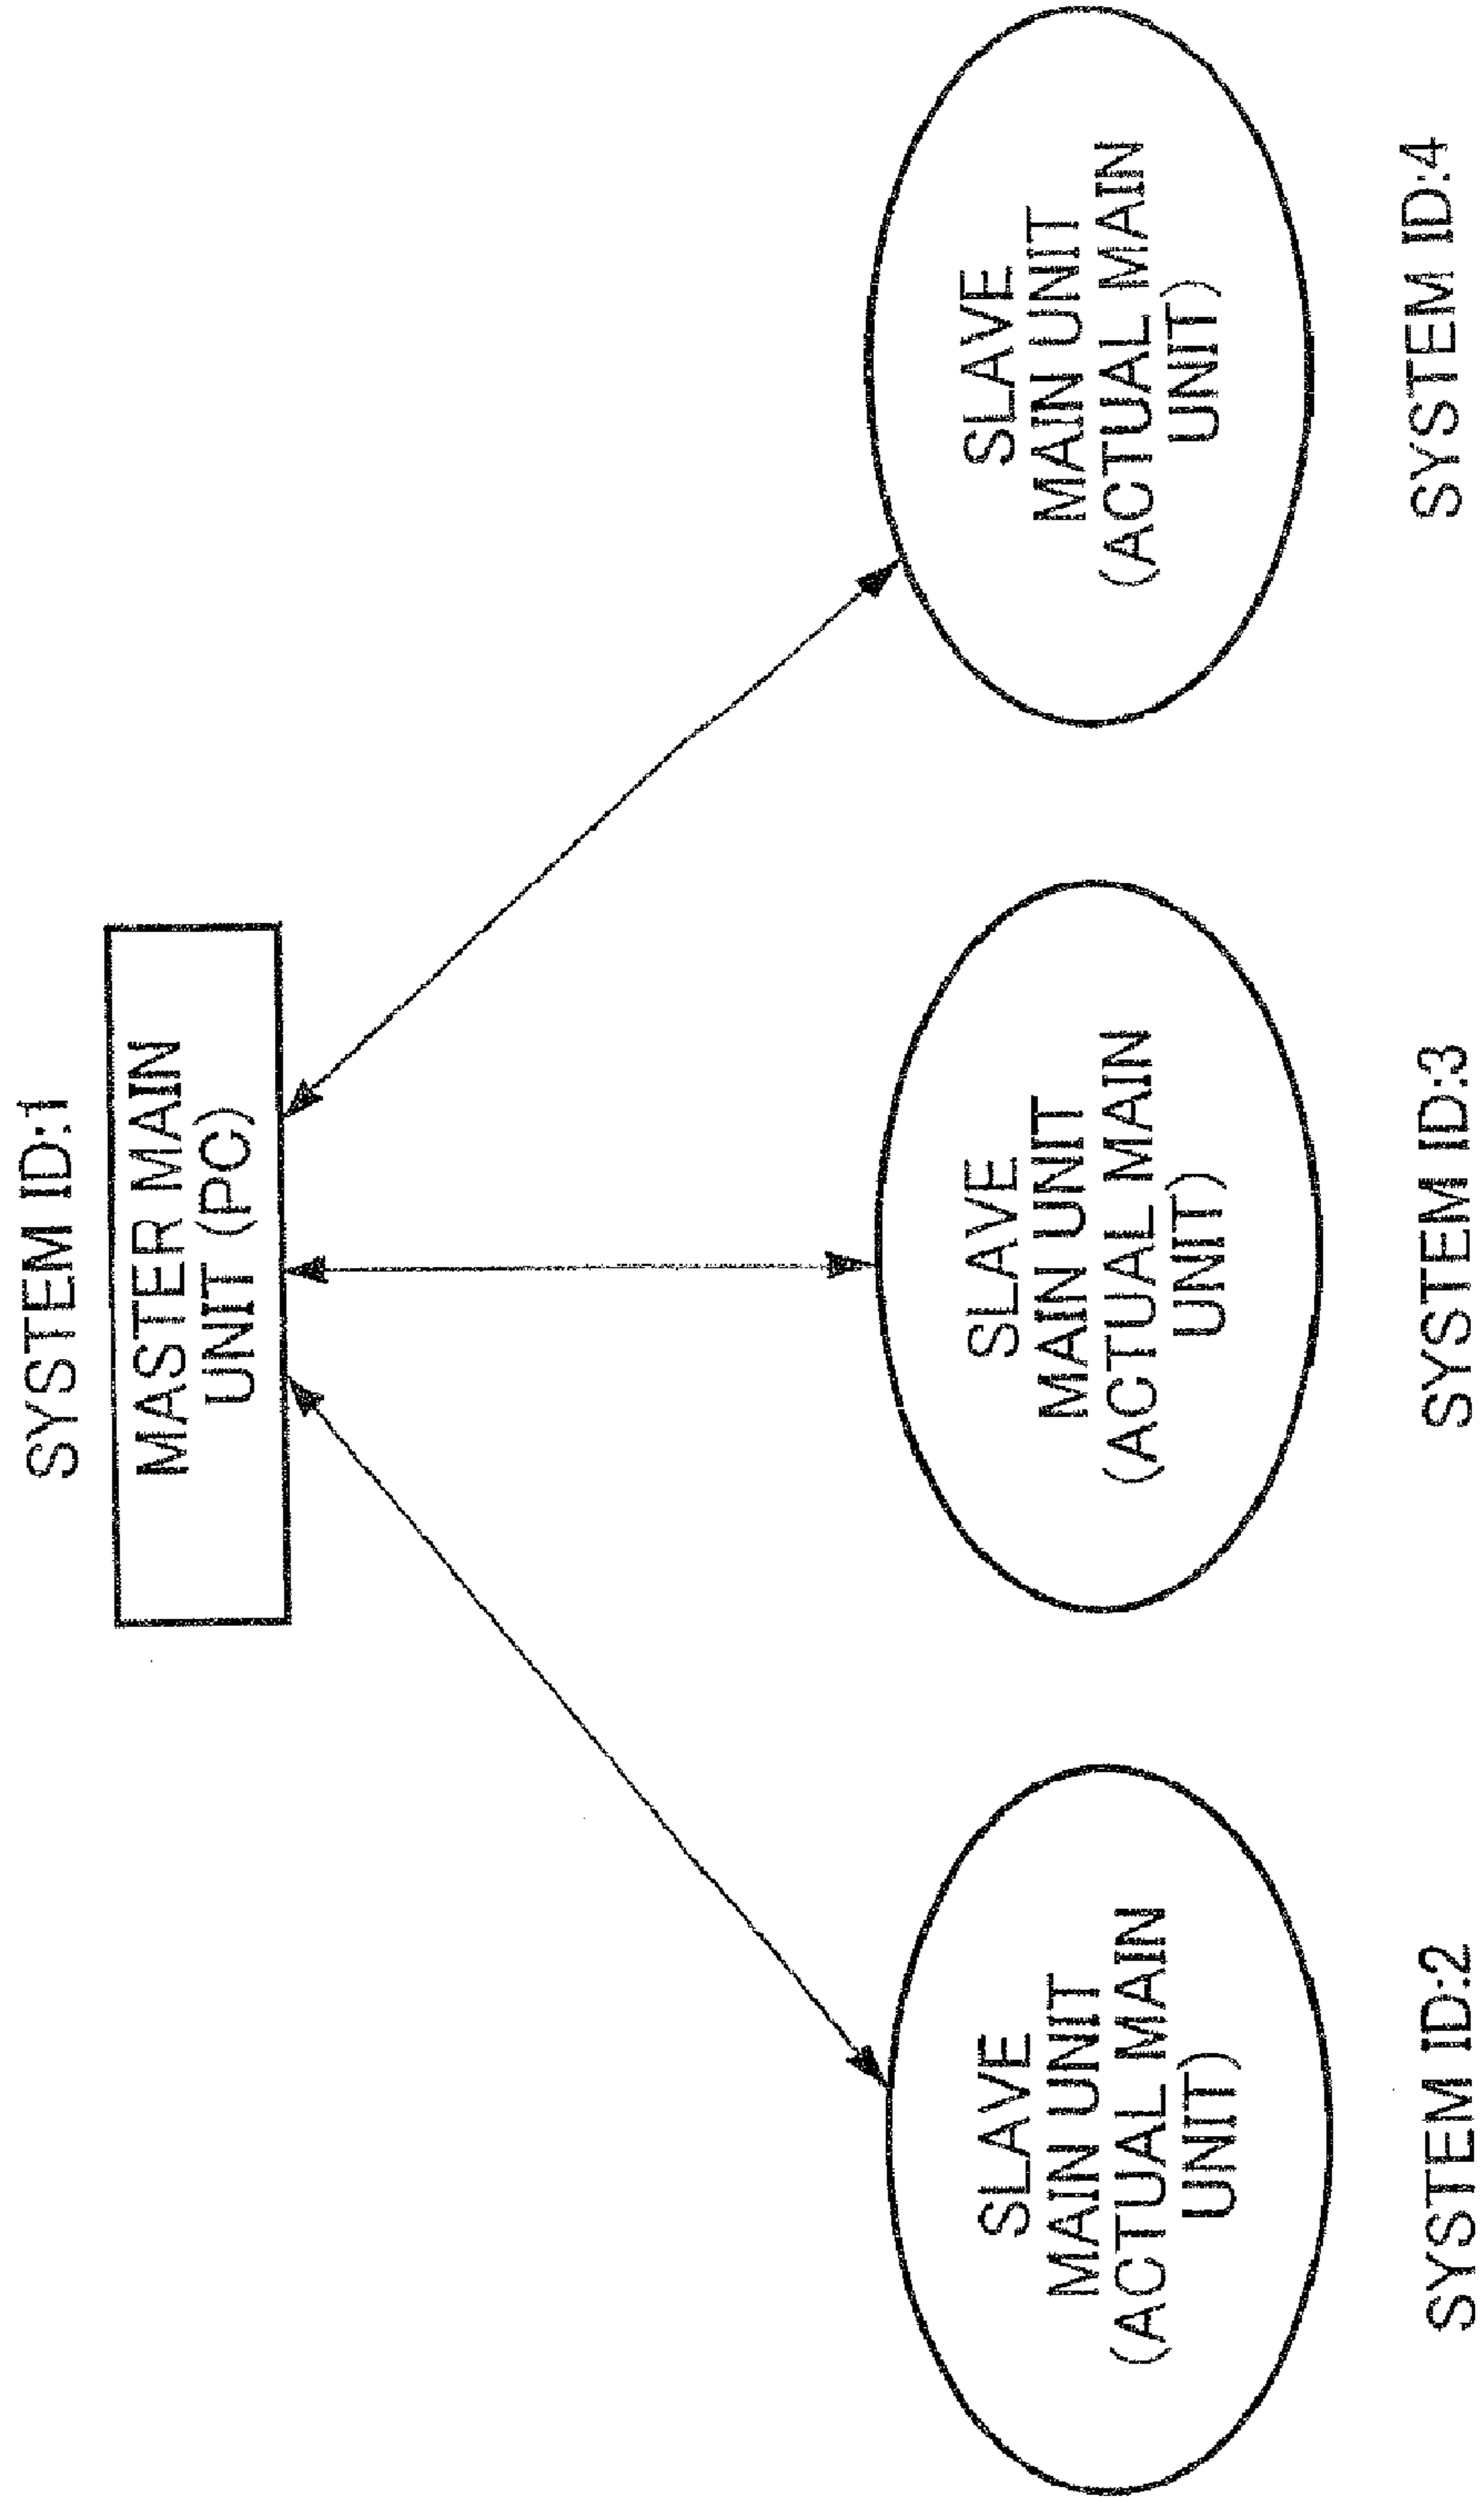 SYSTEM ID:1
MASTER MAIN
UNIT (PC)
SLAVE
MAIN UNIT
(ACTUAL MAIN
UNIT)
SYSTEM ID:2
SLAVE
MAIN UNIT
(ACTUAL MAIN
UNIT)
SYSTEM ID:3
SLAVE
MAIN UNIT
(ACTUAL MAIN
UNIT)
SYSTEM ID:4